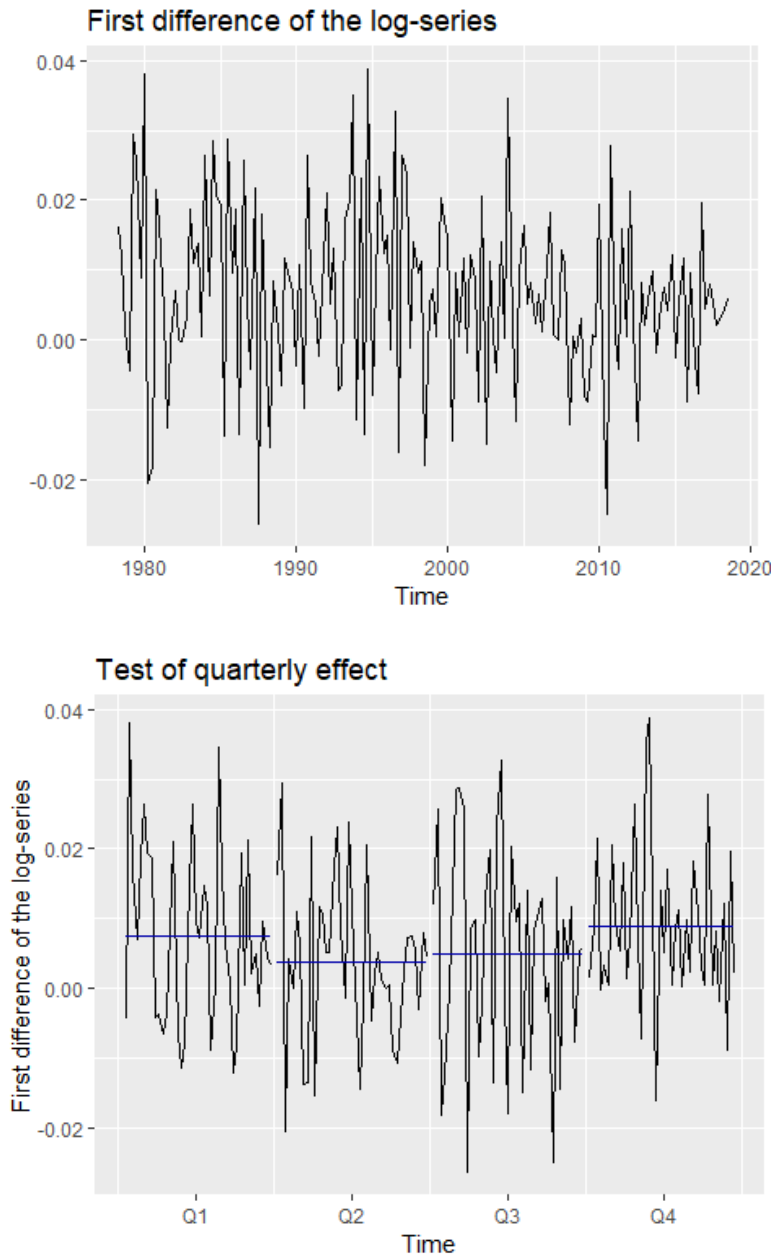 First difference of the log-series
0.04
0.02
0.00
-0.02
1980 1990 2000 2010 2020
Time
Test of quarterly effect
First difference of the log-series
0.04
0.02
0.00
-0.02
Q1 Q2 Q3 Q4
Time